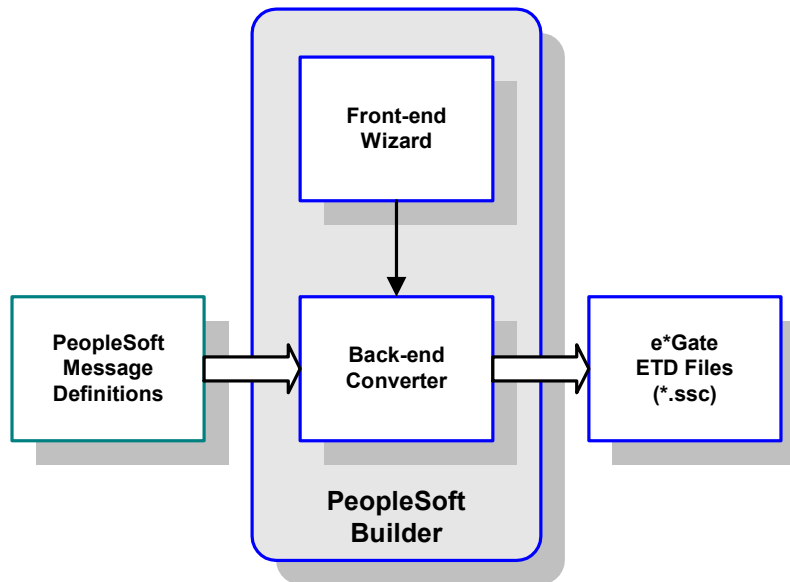 Front-end
Wizard
PeopleSoft
Message
Definitions
Back-end
Converter
e*Gate
ETD Files
(*.ssc)
PeopleSoft
Builder